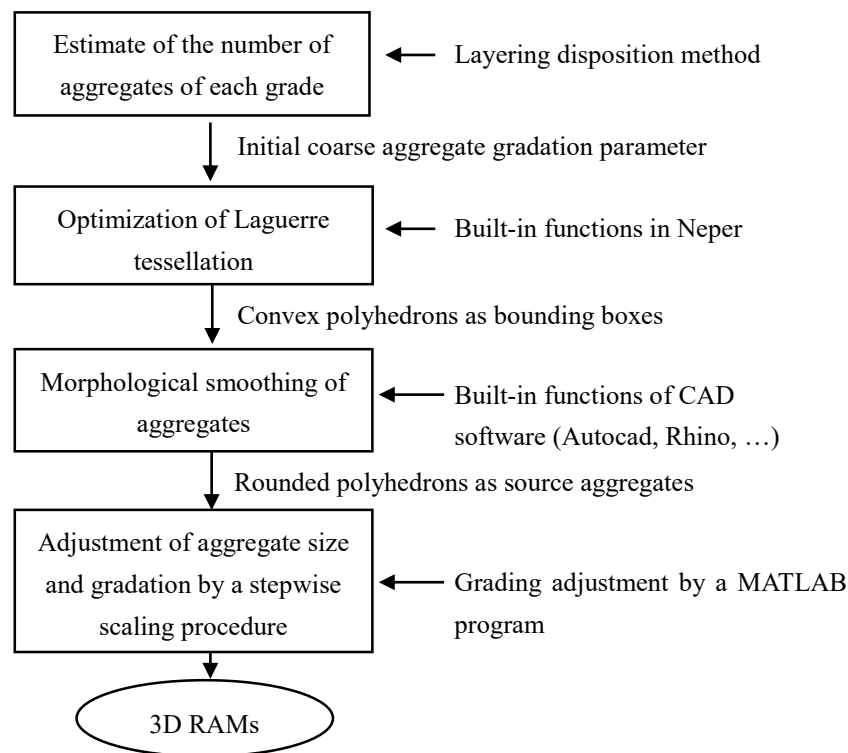 Estimate of the number of
aggregates of each grade
Layering disposition method
Initial coarse aggregate gradation parameter
Optimization of Laguerre
tessellation
Built-in functions in Neper
Convex polyhedrons as bounding boxes
Morphological smoothing of
aggregates
Built-in functions of CAD
software (Autocad, Rhino, …)
Rounded polyhedrons as source aggregates
Adjustment of aggregate size
and gradation by a stepwise
scaling procedure
Grading adjustment by a MATLAB
program
3D RAMs